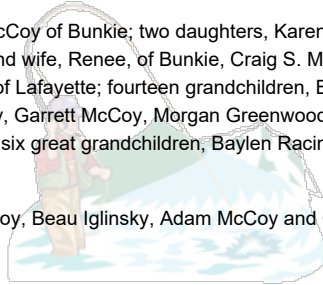 McCoy of Bunkie; two daughters, Karen
and wife, Renee, of Bunkie, Craig S. M
of Lafayette; fourteen grandchildren, B
y, Garrett McCoy, Morgan Greenwood
six great grandchildren, Baylen Racin
oy, Beau Iglinsky, Adam McCoy and